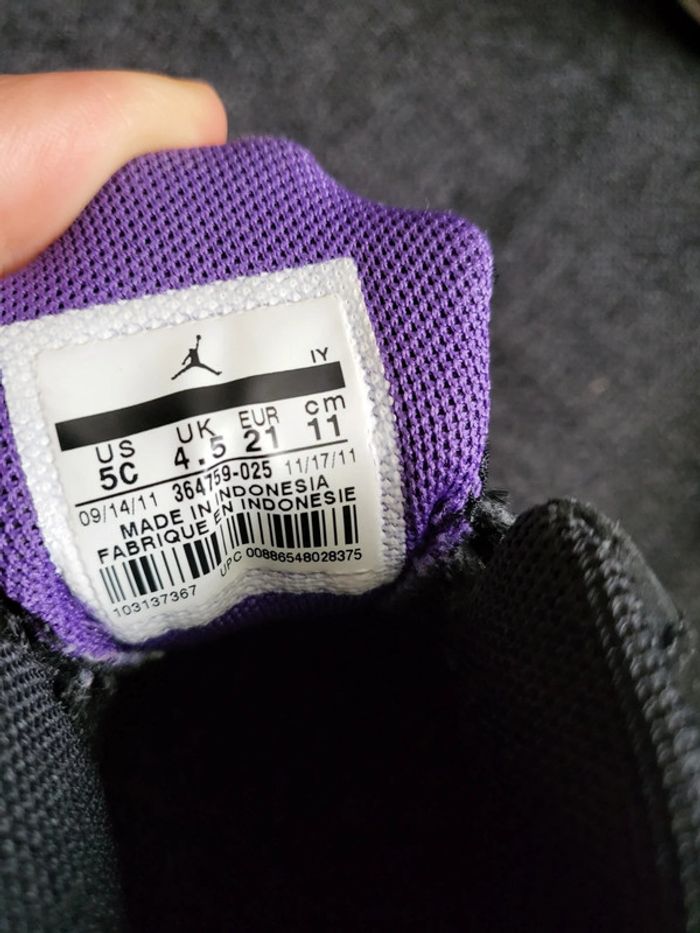 IY
US UK EUR cm
5C 4.5 21 11
09/14/11 364759-025 11/17/11
MADE IN INDONESIA
FABRIQUE EN INDONESIE
103137367 UPC 00886548028375